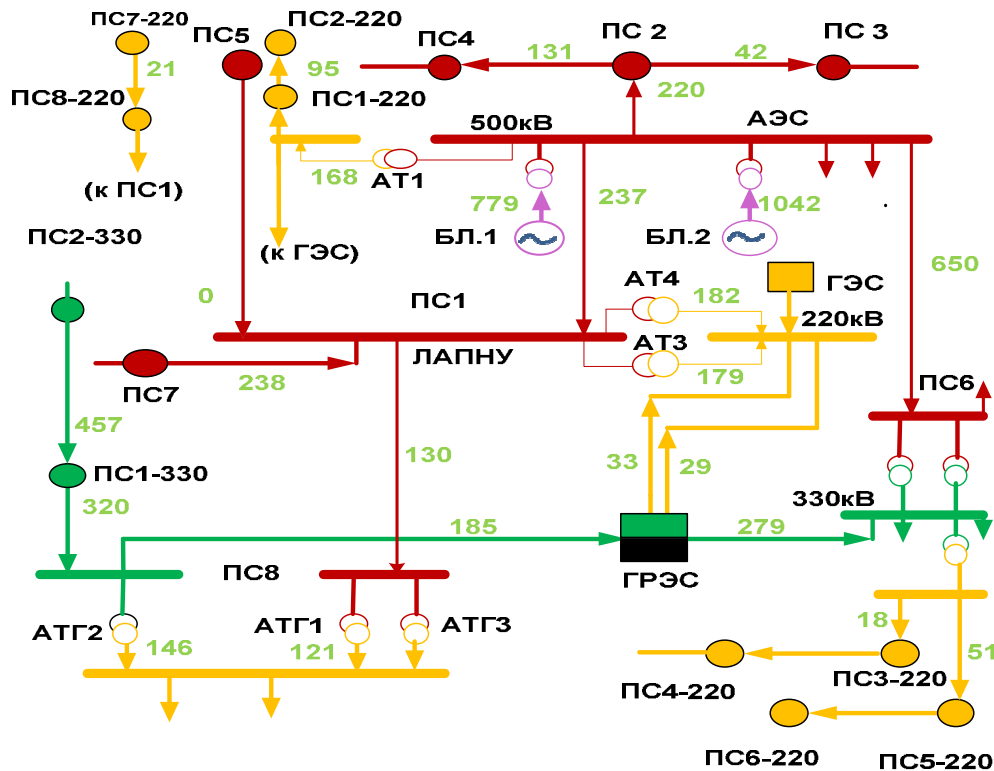 ПС7-220
ПС2-220
ПС5
ПС4
131
ПС 2
42
ПС 3
21
95
220
ПС8-220
ПС1-220
500кВ
АЭС
168
АТ1
(к ПС1)
779
237
1042
ПС2-330
(к ГЭС)
БЛ.1
БЛ.2
650
0
ПС1
АТ4
182
ГЭС
220кВ
ЛАПНУ
АТ3
179
ПС7
238
ПС6
457
130
33
29
ПС1-330
320
330кВ
185
279
ПС8
ГРЭС
АТГ2
146
АТГ1
121
АТГ3
18
51
ПС4-220
ПС3-220
ПС6-220
ПС5-220